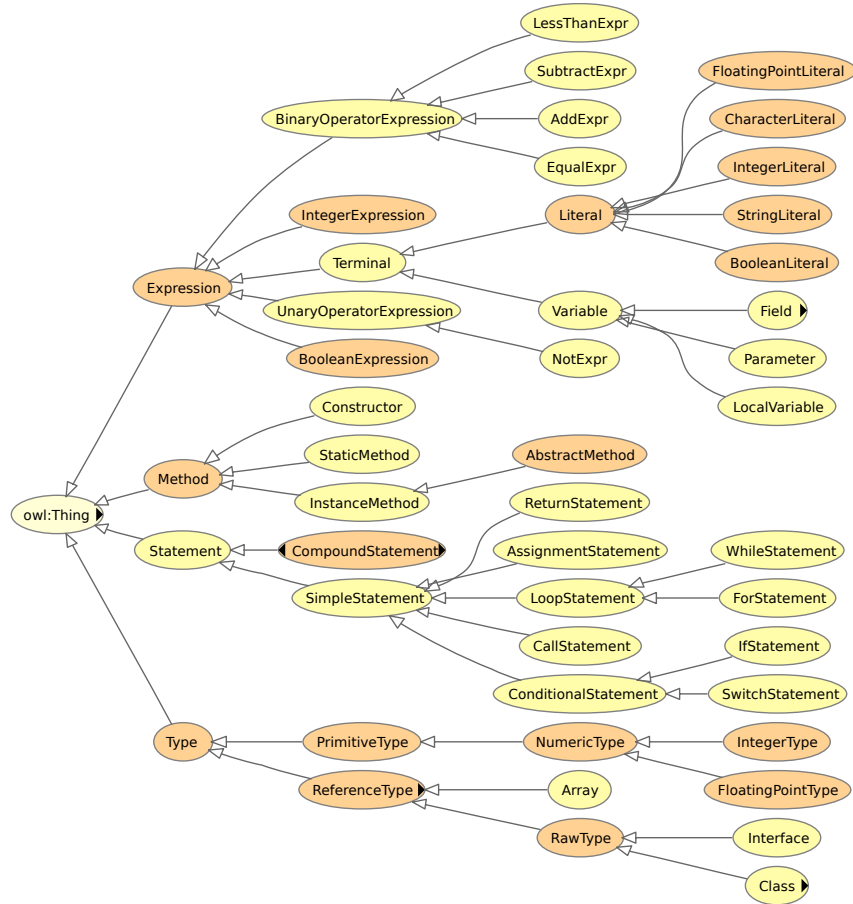 LessThanExpr
SubtractExpr
FloatingPointLiteral
BinaryOperatorExpression
AddExpr
CharacterLiteral
EqualExpr
IntegerLiteral
IntegerExpression
Literal
StringLiteral
Terminal
BooleanLiteral
Expression
UnaryOperatorExpression
Variable
Field
BooleanExpression
NotExpr
Parameter
Constructor
LocalVariable
StaticMethod
AbstractMethod
Method
InstanceMethod
ReturnStatement
owl:Thing
Statement
CompoundStatement
AssignmentStatement
WhileStatement
SimpleStatement
LoopStatement
ForStatement
CallStatement
IfStatement
ConditionalStatement
SwitchStatement
Type
PrimitiveType
NumericType
IntegerType
ReferenceType
Array
FloatingPointType
RawType
Interface
Class